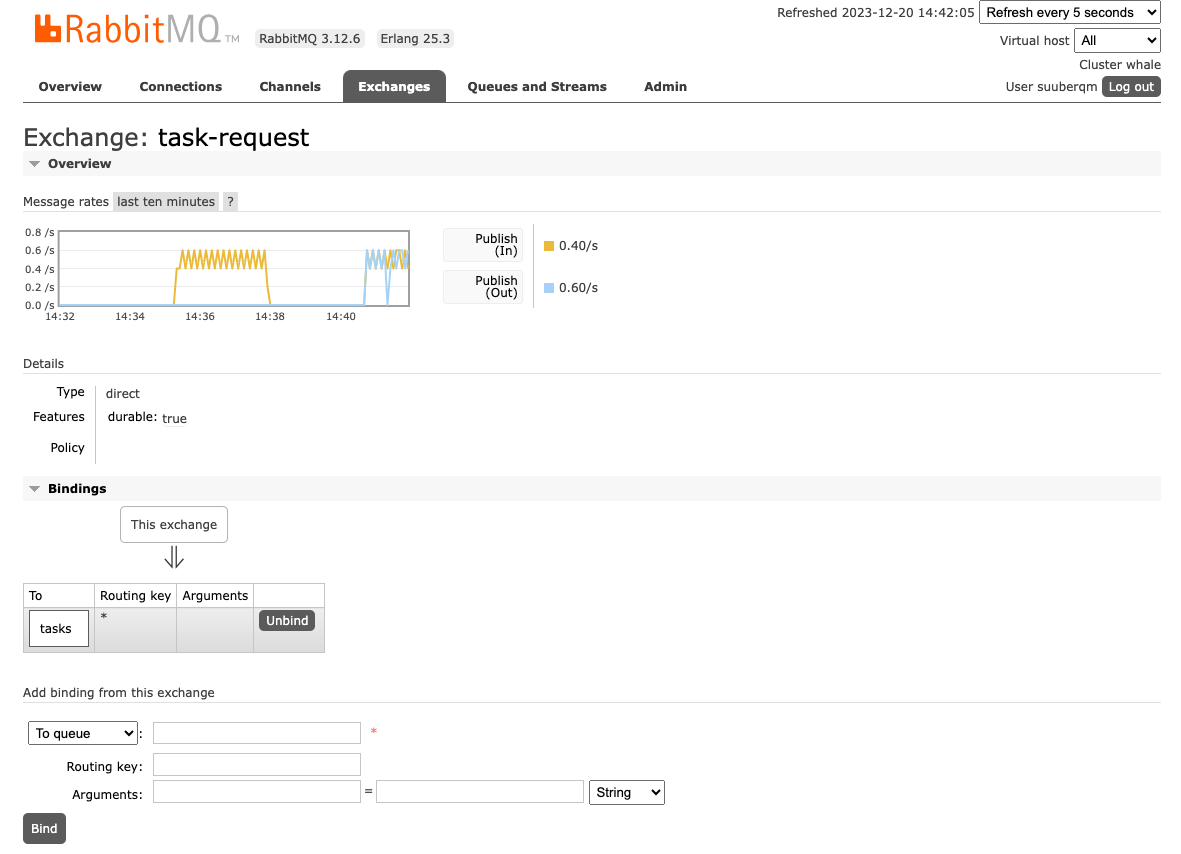 RabbitMQ TM RabbitMQ 3.12.6 Erlang 25.3
Refreshed 2023-12-20 14:42:05 Refresh every 5 seconds
Virtual host All
Cluster whale
User suuberqm Log out
Overview Connections Channels Exchanges Queues and Streams Admin
Exchange: task-request
Overview
Message rates last ten minutes ?
0.8 /s
0.6 /s
0.4 /s
0.2 /s
0.0 /s
14:32 14:34 14:36 14:38 14:40
Publish
(In)
0.40/s
Publish
(Out)
0.60/s
Details
Type direct
Features durable: true
Policy
Bindings
This exchange
To Routing key Arguments
tasks * Unbind
Add binding from this exchange
To queue : *
Routing key:
Arguments: = String
Bind